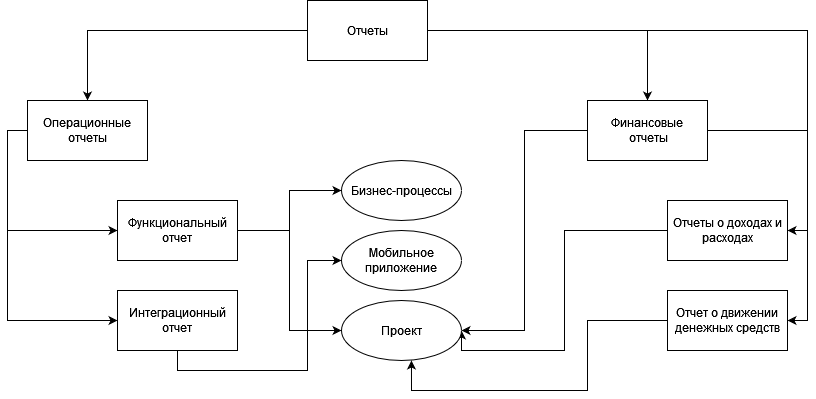 Отчеты
Операционные
отчеты
Финансовые
отчеты
Бизнес-процессы
Функциональный
отчет
Отчеты о доходах и
расходах
Мобильное
приложение
Интеграционный
отчет
Проект
Отчет о движении
денежных средств